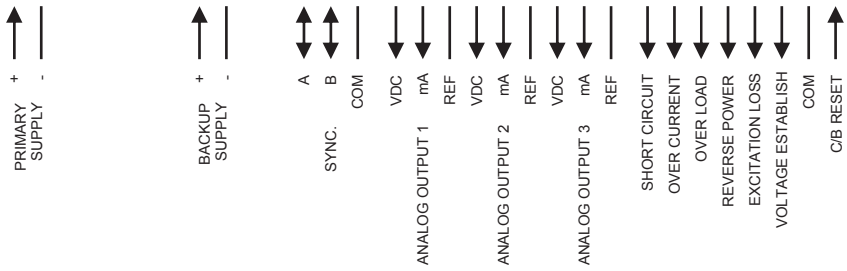 +
-
PRIMARY
SUPPLY
+
-
BACKUP
SUPPLY
A
B
COM
SYNC.
VDC
mA
REF
ANALOG OUTPUT 1
VDC
mA
REF
ANALOG OUTPUT 2
VDC
mA
REF
ANALOG OUTPUT 3
SHORT CIRCUIT
OVER CURRENT
OVER LOAD
REVERSE POWER
EXCITATION LOSS
VOLTAGE ESTABLISH
COM
C/B RESET